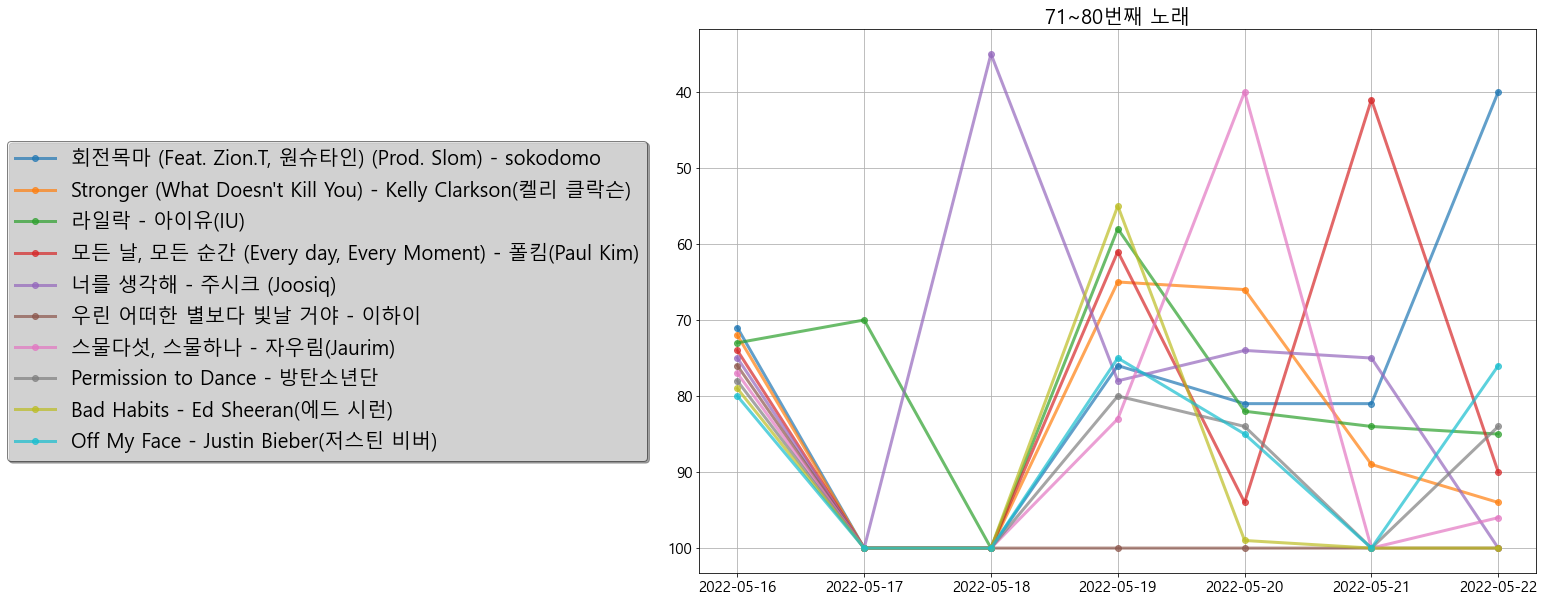 71~80번째 노래
회전목마 (Feat. Zion.T, 원슈타인) (Prod. Slom) - sokodomo
Stronger (What Doesn't Kill You) - Kelly Clarkson(켈리 클락슨)
라일락 - 아이유(IU)
모든 날, 모든 순간 (Every day, Every Moment) - 폴킴(Paul Kim)
너를 생각해 - 주시크 (Joosiq)
우린 어떠한 별보다 빛날 거야 - 이하이
스물다섯, 스물하나 - 자우림(Jaurim)
Permission to Dance - 방탄소년단
Bad Habits - Ed Sheeran(에드 시런)
Off My Face - Justin Bieber(저스틴 비버)
40
50
60
70
80
90
100
2022-05-16 2022-05-17 2022-05-18 2022-05-19 2022-05-20 2022-05-21 2022-05-22